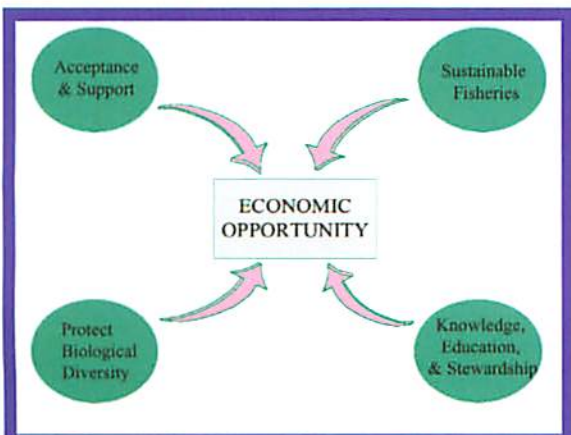 Acceptance
& Support
Sustainable
Fisheries
ECONOMIC
OPPORTUNITY
Protect
Biological
Diversity
Knowledge,
Education,
& Stewardship